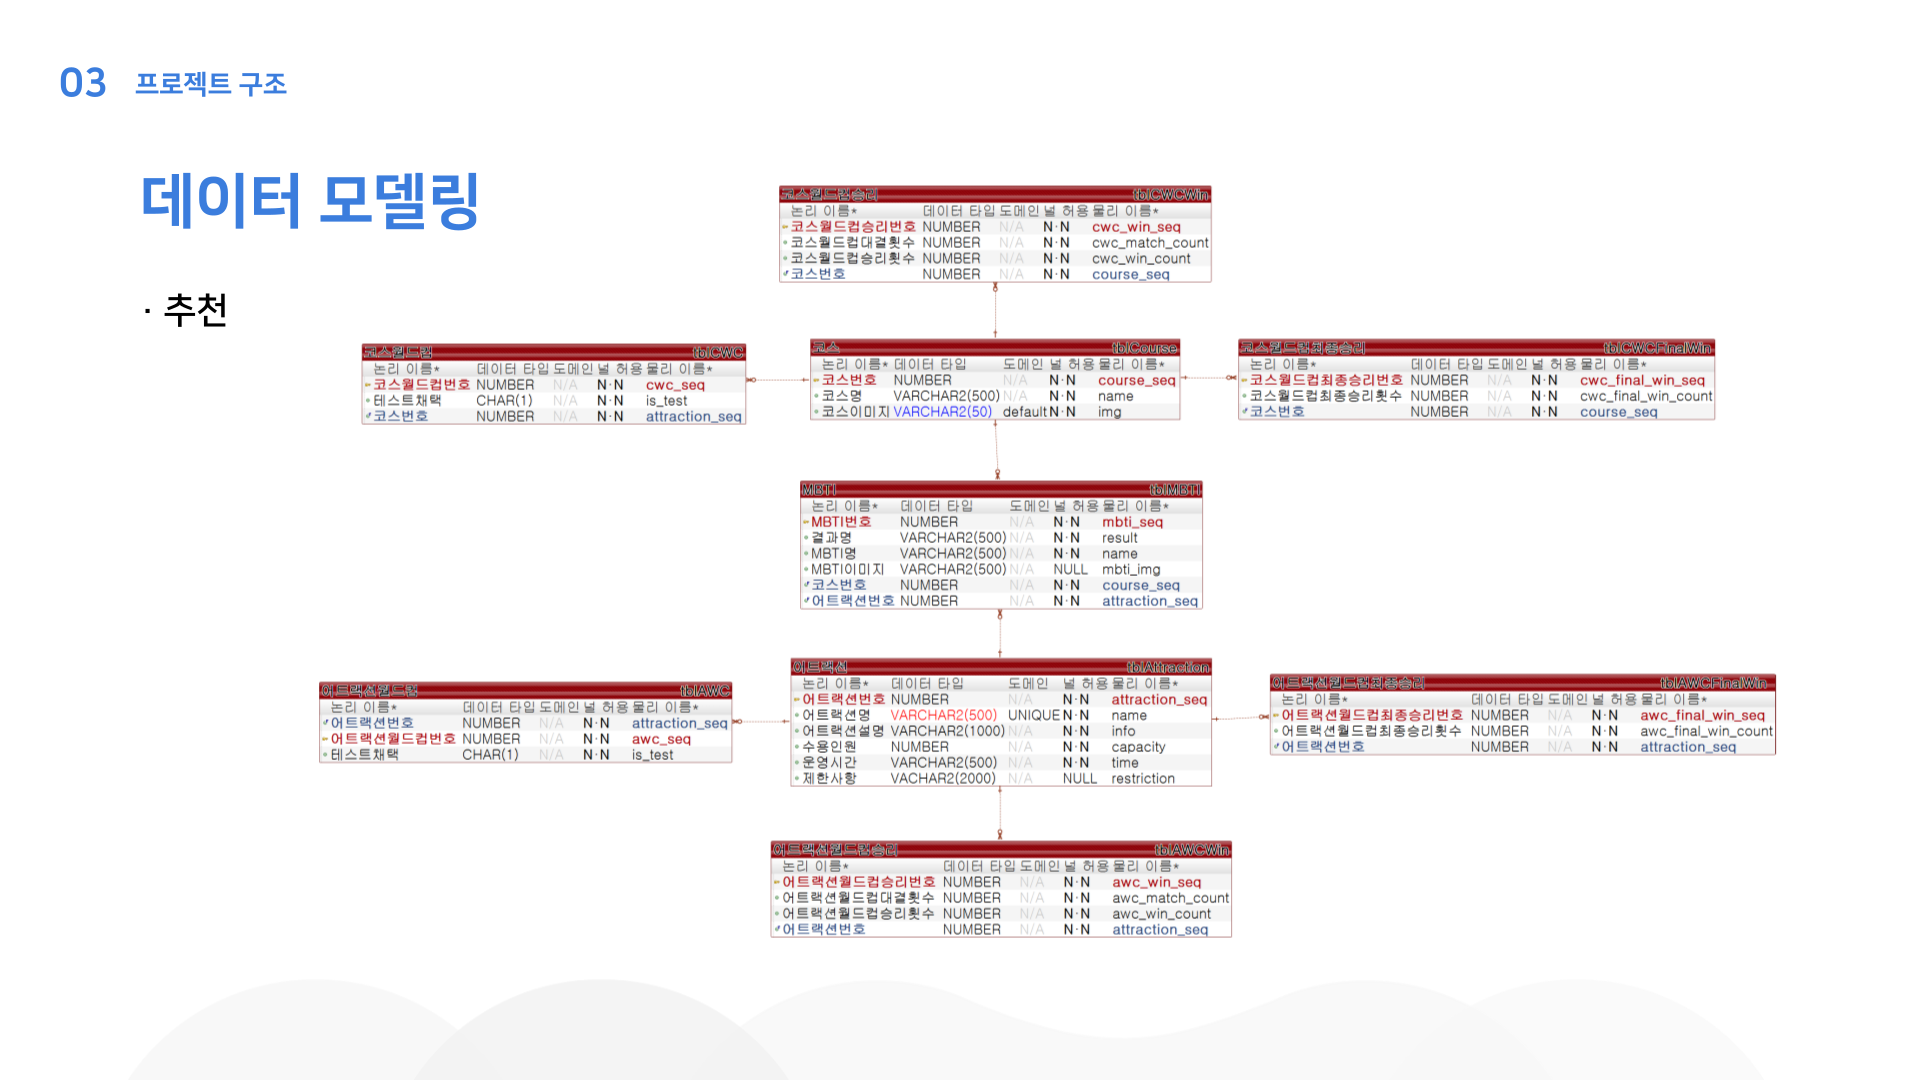 03 프로젝트 구조
데이터 모델링
· 추천
코스월드컵승리 tblCWCWin
논리 이름* 데이터 타입 도메인 널 허용 물리 이름*
코스월드컵승리번호 NUMBER N/A N·N cwc_win_seq
코스월드컵대결횟수 NUMBER N/A N·N cwc_match_count
코스월드컵승리횟수 NUMBER N/A N·N cwc_win_count
코스번호 NUMBER N/A N·N course_seq
코스월드컵 tblCWC
논리 이름* 데이터 타입 도메인 널 허용 물리 이름*
코스월드컵번호 NUMBER N/A N·N cwc_seq
테스트채택 CHAR(1) N/A N·N is_test
코스번호 NUMBER N/A N·N attraction_seq
코스 tblCourse
논리 이름* 데이터 타입 도메인 널 허용 물리 이름*
코스번호 NUMBER N/A N·N course_seq
코스명 VARCHAR2(500) N/A N·N name
코스이미지 VARCHAR2(50) default N·N img
코스월드컵최종승리 tblCWCFinalWin
논리 이름* 데이터 타입 도메인 널 허용 물리 이름*
코스월드컵최종승리번호 NUMBER N/A N·N cwc_final_win_seq
코스월드컵최종승리횟수 NUMBER N/A N·N cwc_final_win_count
코스번호 NUMBER N/A N·N course_seq
MBTI tblMBTI
논리 이름* 데이터 타입 도메인 널 허용 물리 이름*
MBTI번호 NUMBER N/A N·N mbti_seq
결과명 VARCHAR2(500) N/A N·N result
MBTI명 VARCHAR2(500) N/A N·N name
MBTI이미지 VARCHAR2(500) N/A NULL mbti_img
코스번호 NUMBER N/A N·N course_seq
어트랙션번호 NUMBER N/A N·N attraction_seq
어트랙션월드컵 tblAWC
논리 이름* 데이터 타입 도메인 널 허용 물리 이름*
어트랙션번호 NUMBER N/A N·N attraction_seq
어트랙션월드컵번호 NUMBER N/A N·N awc_seq
테스트채택 CHAR(1) N/A N·N is_test
어트랙션 tblAttraction
논리 이름* 데이터 타입 도메인 널 허용 물리 이름*
어트랙션번호 NUMBER N/A N·N attraction_seq
어트랙션명 VARCHAR2(500) UNIQUE N·N name
어트랙션설명 VARCHAR2(1000) N/A N·N info
수용인원 NUMBER N/A N·N capacity
운영시간 VARCHAR2(500) N/A N·N time
제한사항 VACHAR2(2000) N/A NULL restriction
어트랙션월드컵최종승리 tblAWCFinalWin
논리 이름* 데이터 타입 도메인 널 허용 물리 이름*
어트랙션월드컵최종승리번호 NUMBER N/A N·N awc_final_win_seq
어트랙션월드컵최종승리횟수 NUMBER N/A N·N awc_final_win_count
어트랙션번호 NUMBER N/A N·N attraction_seq
어트랙션월드컵승리 tblAWCWin
논리 이름* 데이터 타입 도메인 널 허용 물리 이름*
어트랙션월드컵승리번호 NUMBER N/A N·N awc_win_seq
어트랙션월드컵대결횟수 NUMBER N/A N·N awc_match_count
어트랙션월드컵승리횟수 NUMBER N/A N·N awc_win_count
어트랙션번호 NUMBER N/A N·N attraction_seq